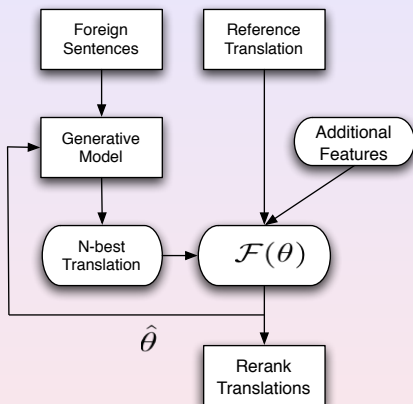 Foreign
Sentences
Reference
Translation
Generative
Model
Additional
Features
N-best
Translation
𝓕(θ)
θ̂
Rerank
Translations